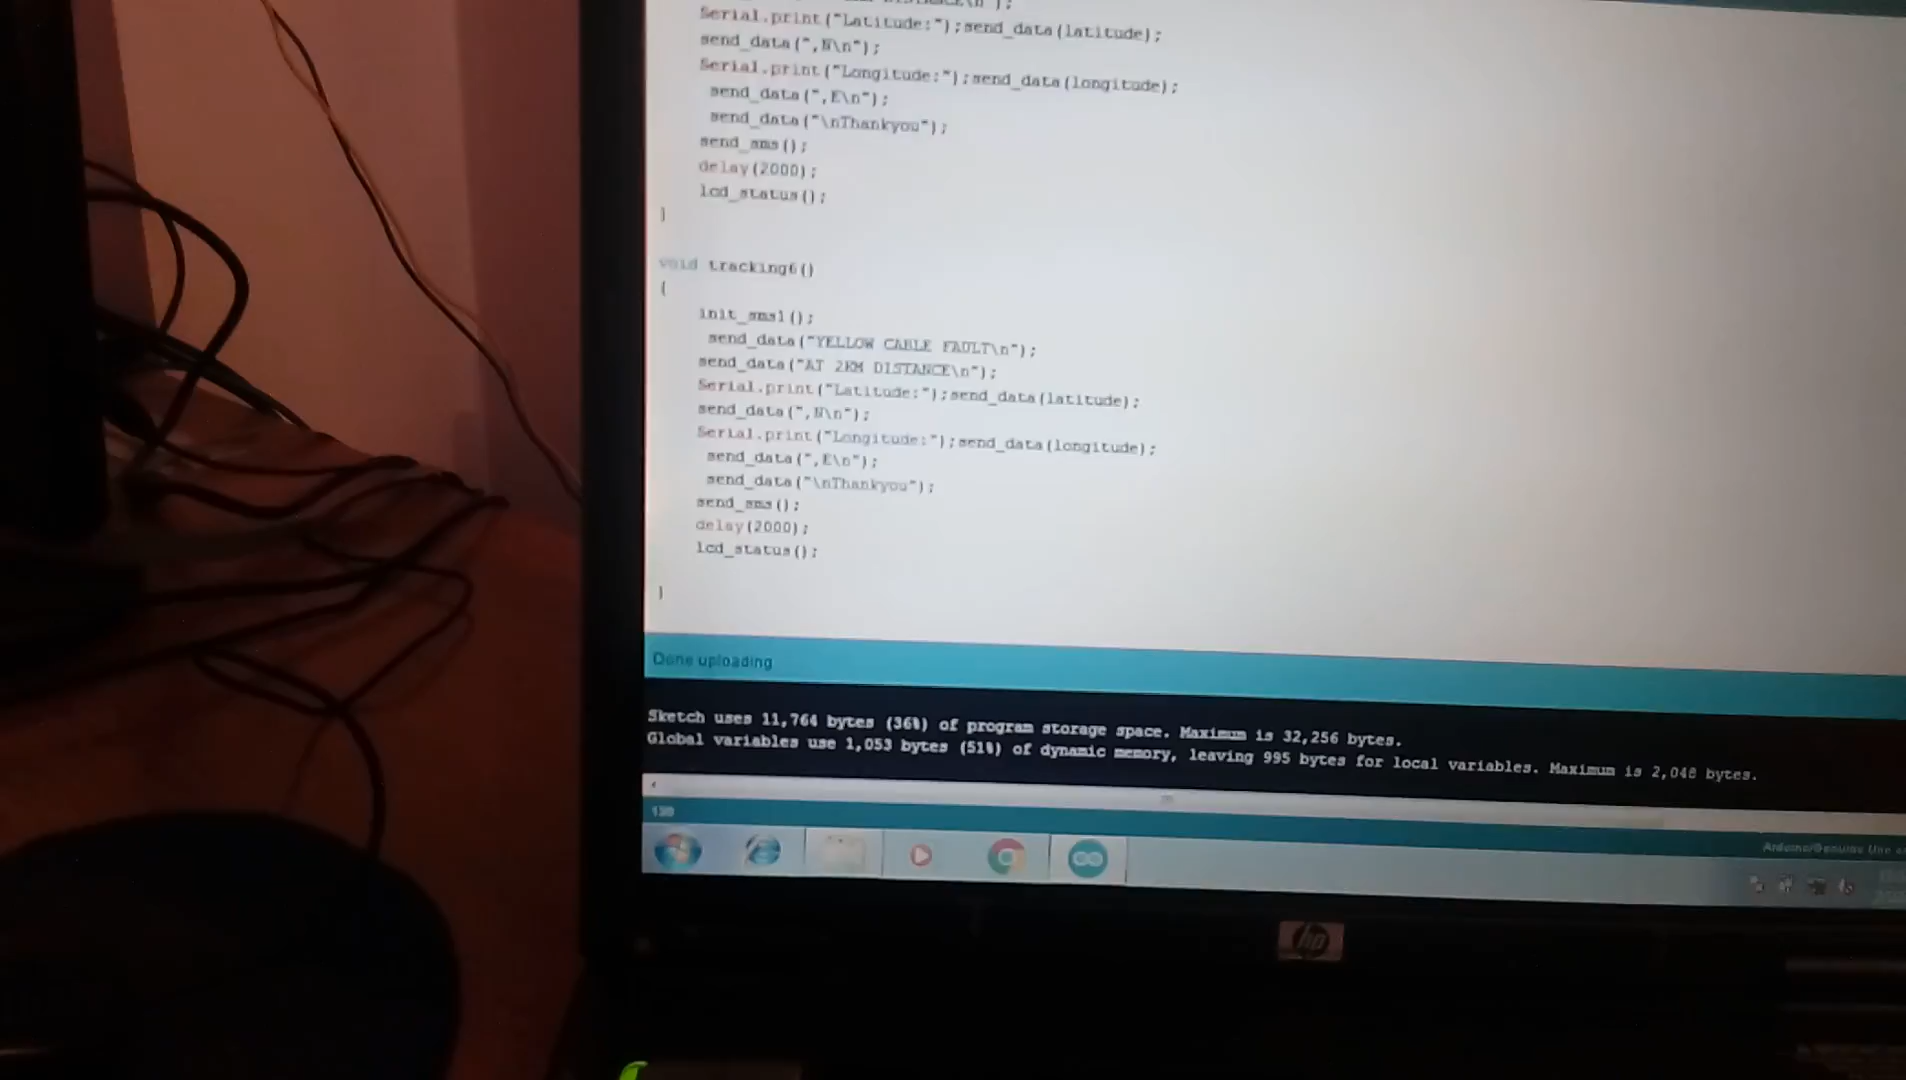 Serial.print("Latitude:");send_data(latitude);
send_data(",N\n");
Serial.print("Longitude:");send_data(longitude);
send_data(",E\n");
send_data("\nThankyou");
send_sms();
delay(2000);
lcd_status();
}
void tracking6()
{
init_sms1();
send_data("YELLOW CABLE FAULT\n");
send_data("AT 2KM DISTANCE\n");
Serial.print("Latitude:");send_data(latitude);
send_data(",N\n");
Serial.print("Longitude:");send_data(longitude);
send_data(",E\n");
send_data("\nThankyou");
send_sms();
delay(2000);
lcd_status();
}
Done uploading
Sketch uses 11,764 bytes (36%) of program storage space. Maximum is 32,256 bytes.
Global variables use 1,053 bytes (51%) of dynamic memory, leaving 995 bytes for local variables. Maximum is 2,048 bytes.
Arduino/Genuino Uno
hp